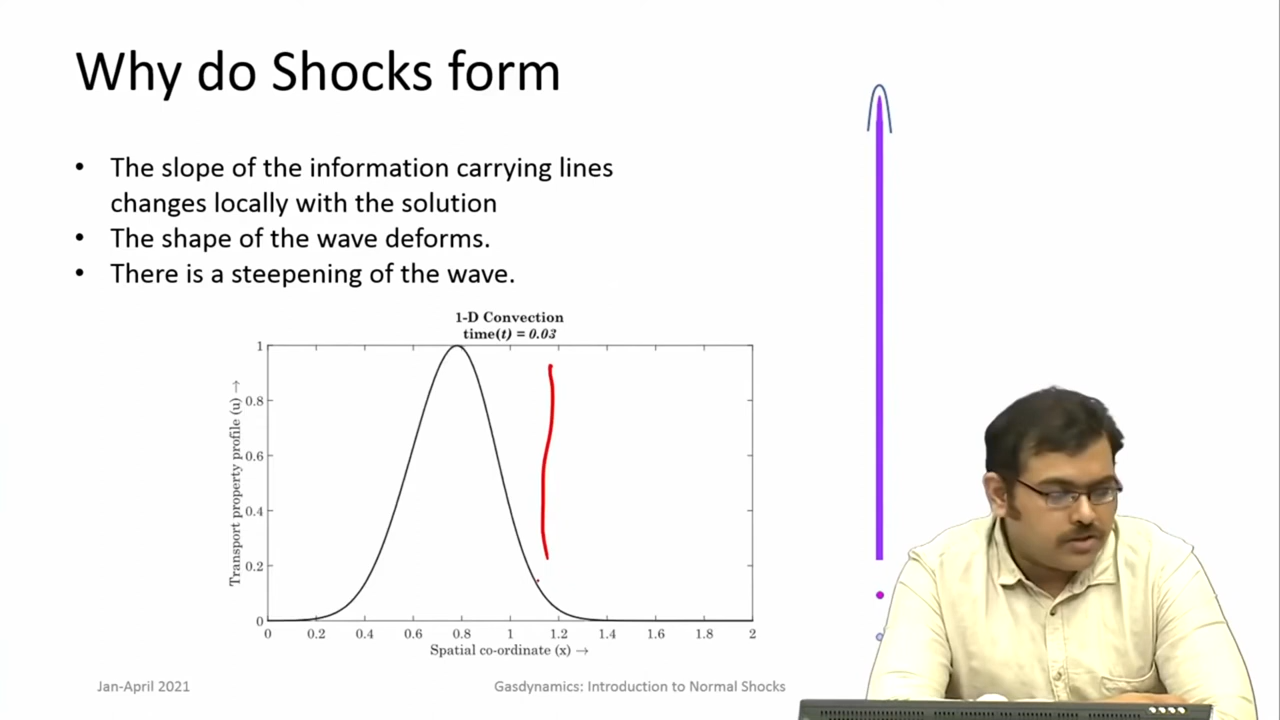 Why do Shocks form
• The slope of the information carrying lines
changes locally with the solution
• The shape of the wave deforms.
• There is a steepening of the wave.
1-D Convection
time(t) = 0.03
Transport property profile (u) →
1
0.8
0.6
0.4
0.2
0
0 0.2 0.4 0.6 0.8 1 1.2 1.4 1.6 1.8 2
Spatial co-ordinate (x) →
Jan-April 2021
Gasdynamics: Introduction to Normal Shocks